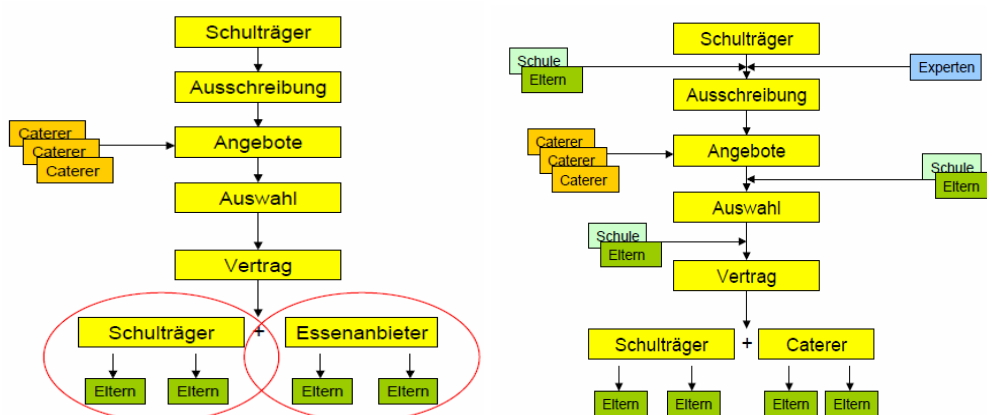 Schulträger
Ausschreibung
Caterer
Caterer
Caterer
Angebote
Auswahl
Vertrag
Schulträger
+
Essenanbieter
Eltern
Eltern
Eltern
Eltern
Schulträger
Schule
Eltern
Experten
Ausschreibung
Caterer
Caterer
Caterer
Angebote
Schule
Eltern
Auswahl
Schule
Eltern
Vertrag
Schulträger
+
Caterer
Eltern
Eltern
Eltern
Eltern